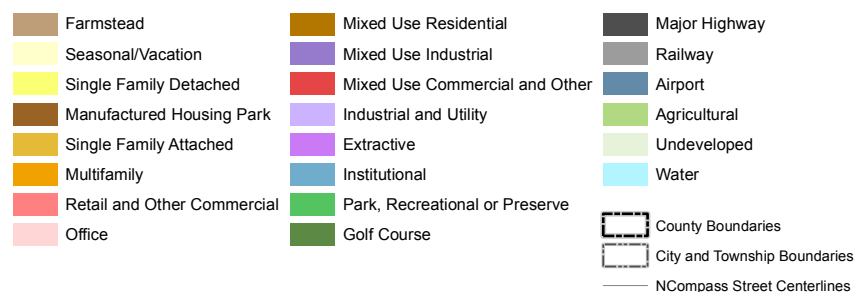 Farmstead
Seasonal/Vacation
Single Family Detached
Manufactured Housing Park
Single Family Attached
Multifamily
Retail and Other Commercial
Office
Mixed Use Residential
Mixed Use Industrial
Mixed Use Commercial and Other
Industrial and Utility
Extractive
Institutional
Park, Recreational or Preserve
Golf Course
Major Highway
Railway
Airport
Agricultural
Undeveloped
Water
County Boundaries
City and Township Boundaries
NCompass Street Centerlines